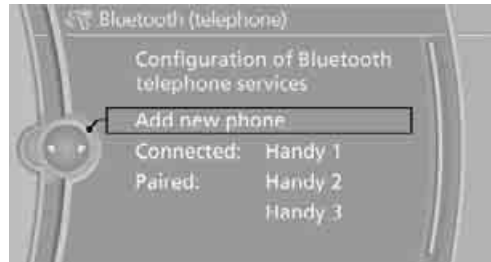 Bluetooth (telephone)
Configuration of Bluetooth
telephone services
Add new phone
Connected: Handy 1
Paired: Handy 2
Handy 3